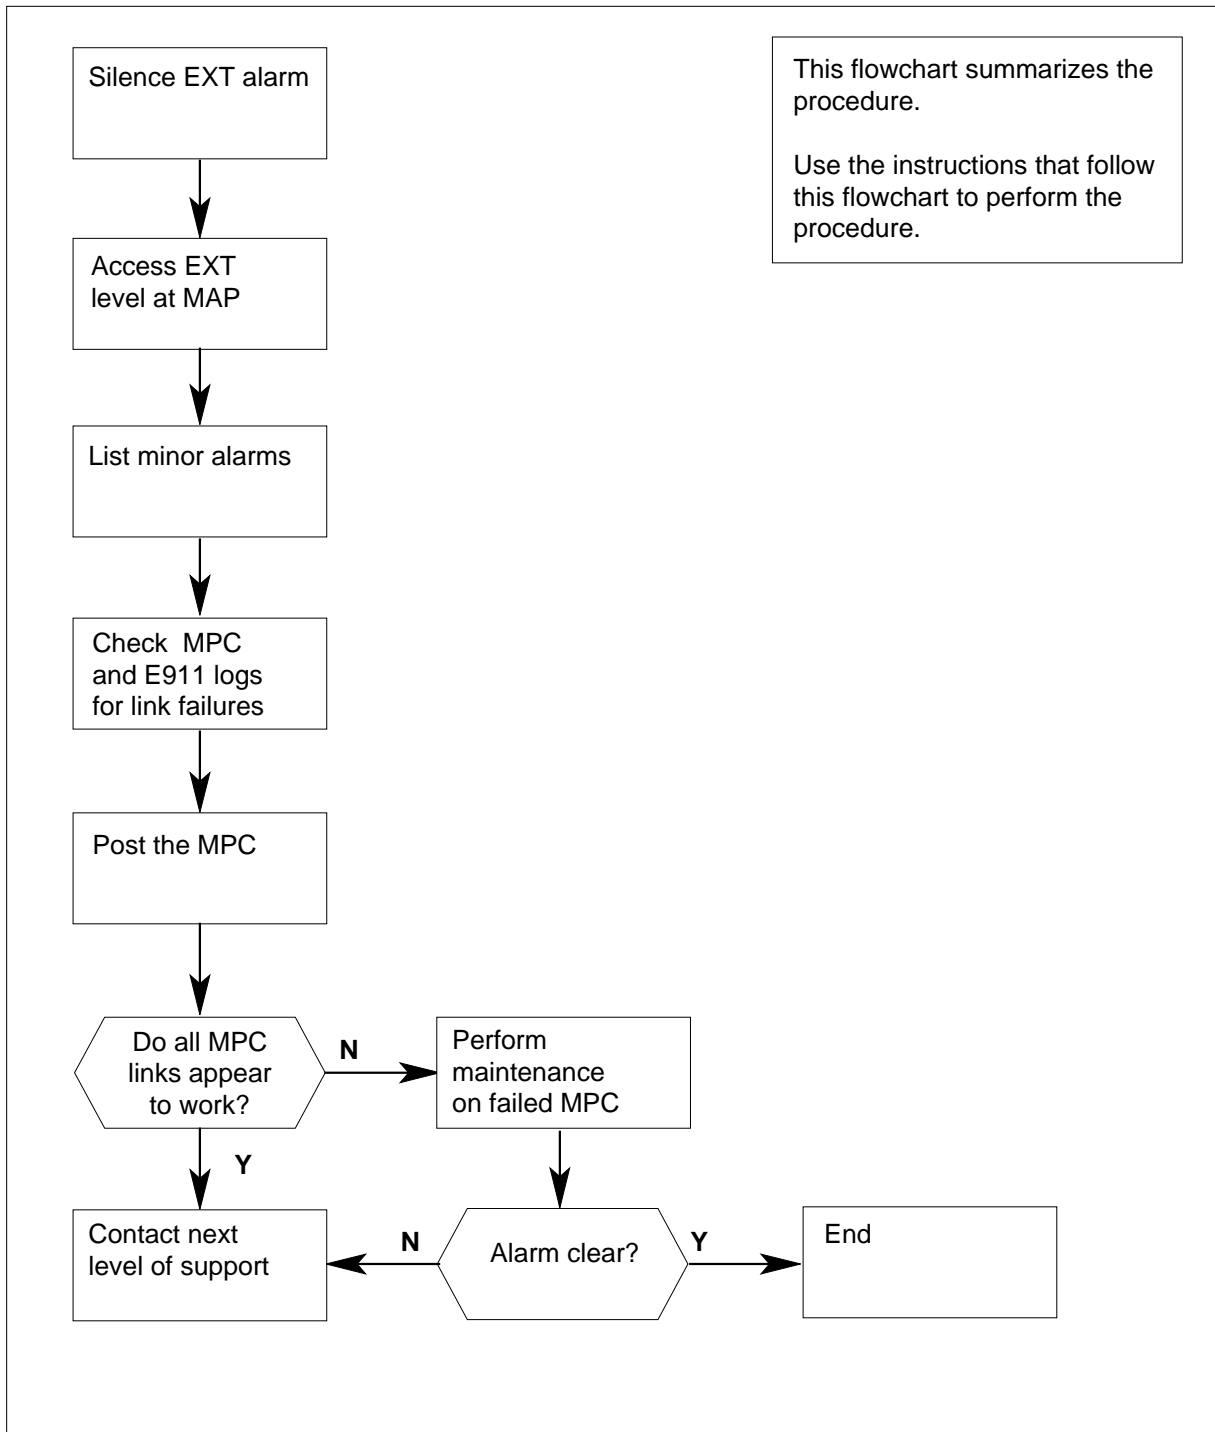 Silence EXT alarm
This flowchart summarizes the
procedure.
Use the instructions that follow
this flowchart to perform the
procedure.
Access EXT
level at MAP
List minor alarms
Check MPC
and E911 logs
for link failures
Post the MPC
Do all MPC
links appear
to work?
N
Perform
maintenance
on failed MPC
Y
Contact next
level of support
N
Alarm clear?
Y
End